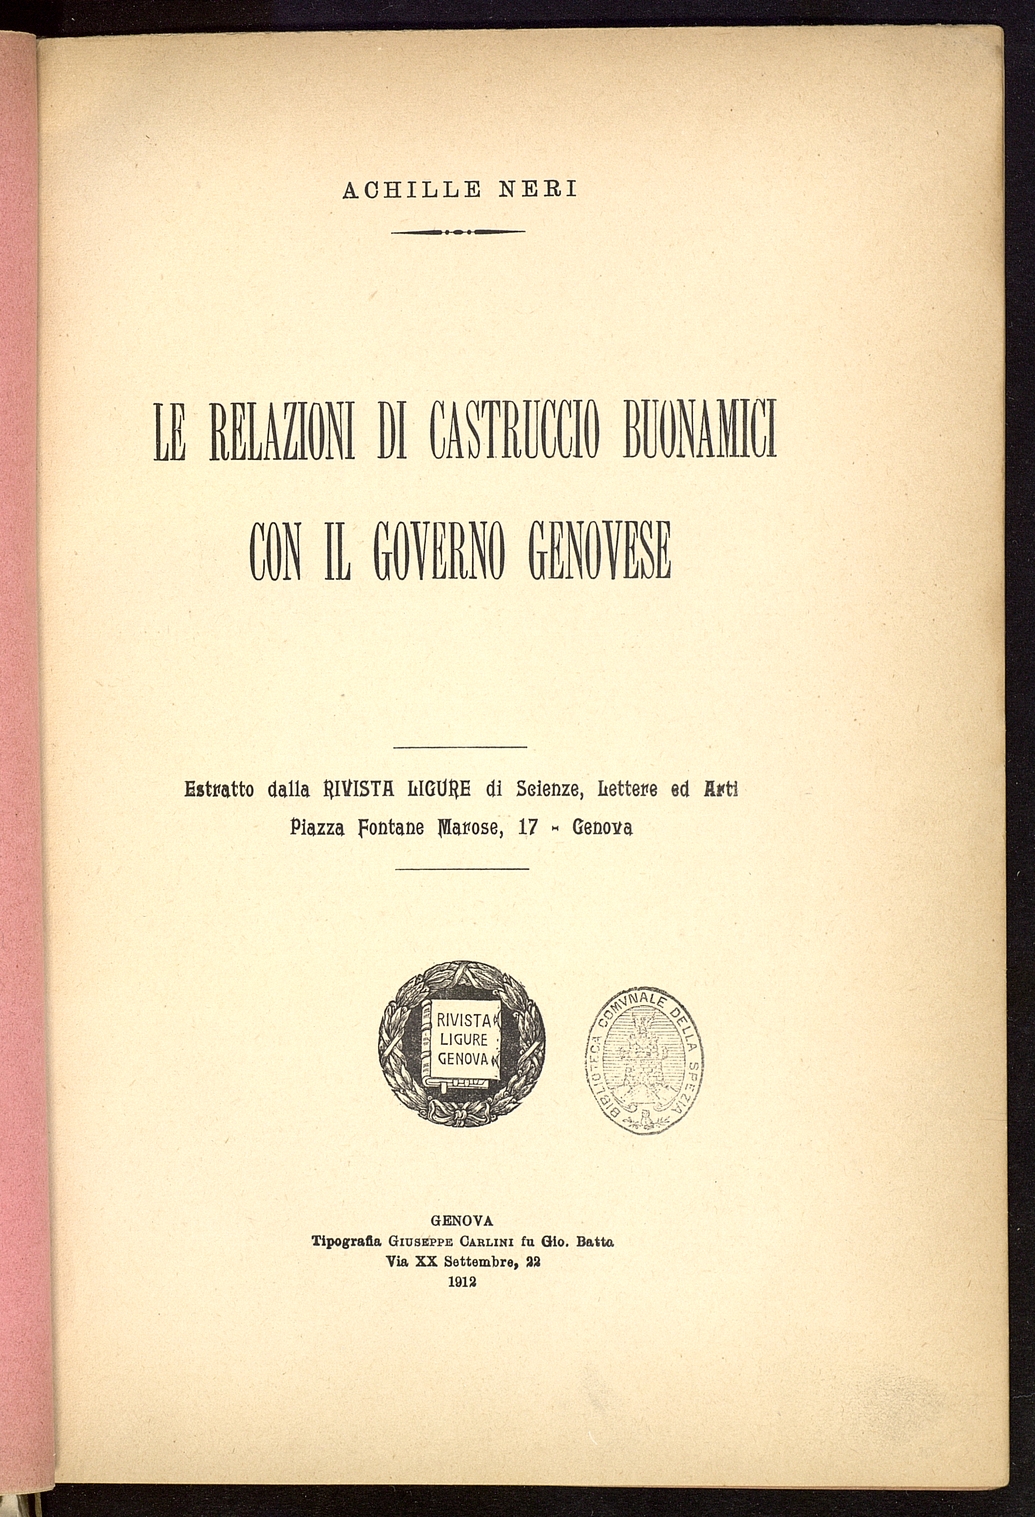 ACHILLE NERI
LE RELAZIONI DI CASTRUCCIO BUONAMICI
CON IL GOVERNO GENOVESE
Estratto dalla RIVISTA LIGURE di Scienze, Lettere ed Arti
Piazza Fontane Marose, 17 - Genova
RIVISTA
LIGURE
GENOVA
BIBLIOTECA COMVNALE DELLA SPEZIA
GENOVA
Tipografia GIUSEPPE CARLINI fu Gio. Batta
Via XX Settembre, 22
1912